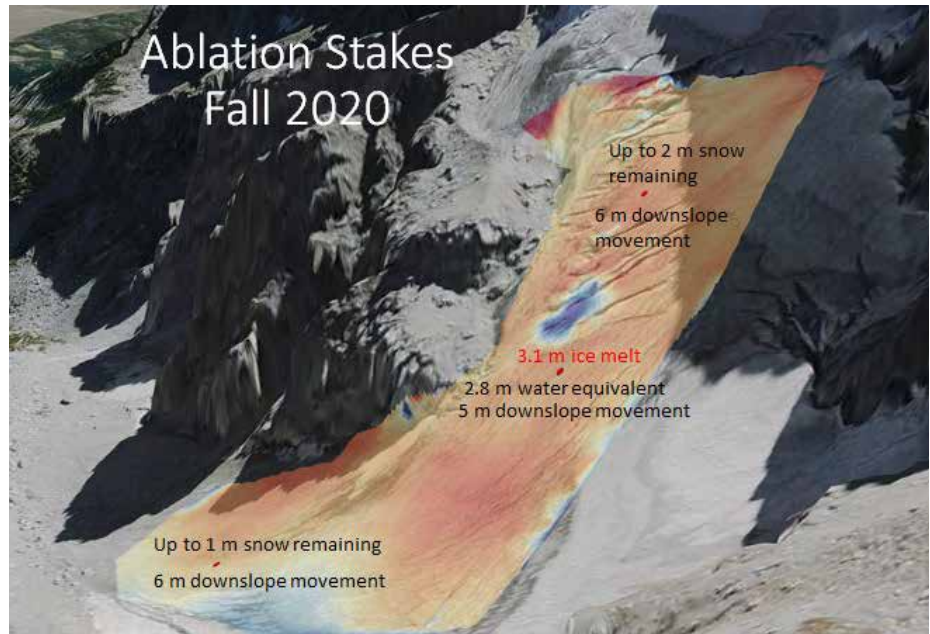 Ablation Stakes
Fall 2020
Up to 2 m snow
remaining
6 m downslope
movement
3.1 m ice melt
2.8 m water equivalent
5 m downslope movement
Up to 1 m snow remaining
6 m downslope movement